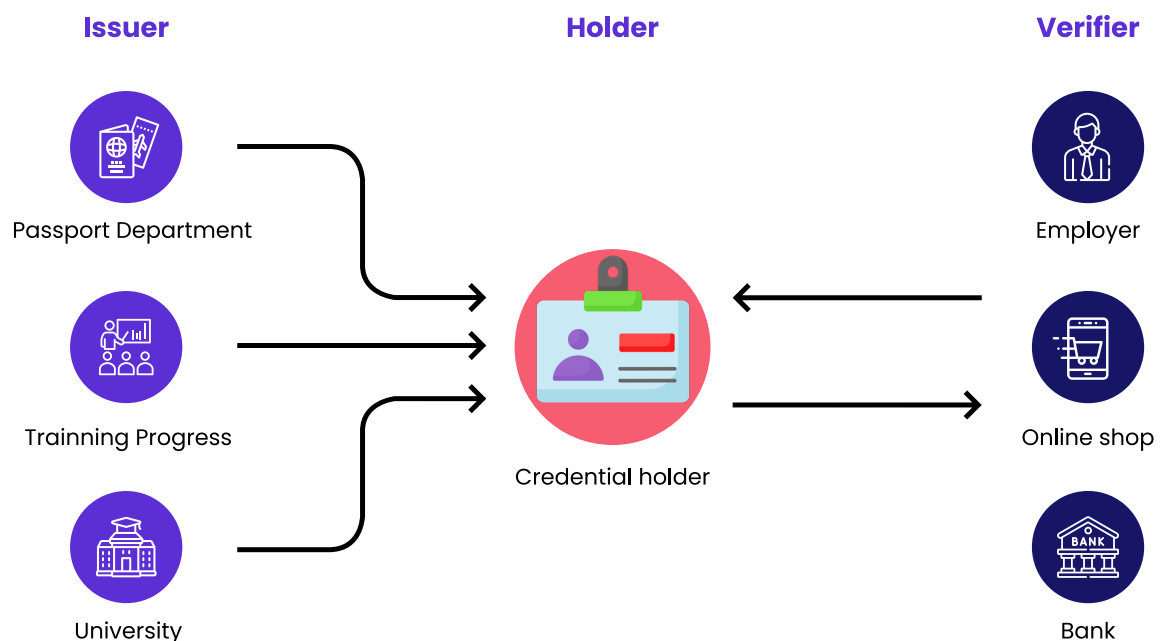 Issuer
Holder
Verifier
Passport Department
Employer
Trainning Progress
Online shop
Credential holder
BANK
University
Bank